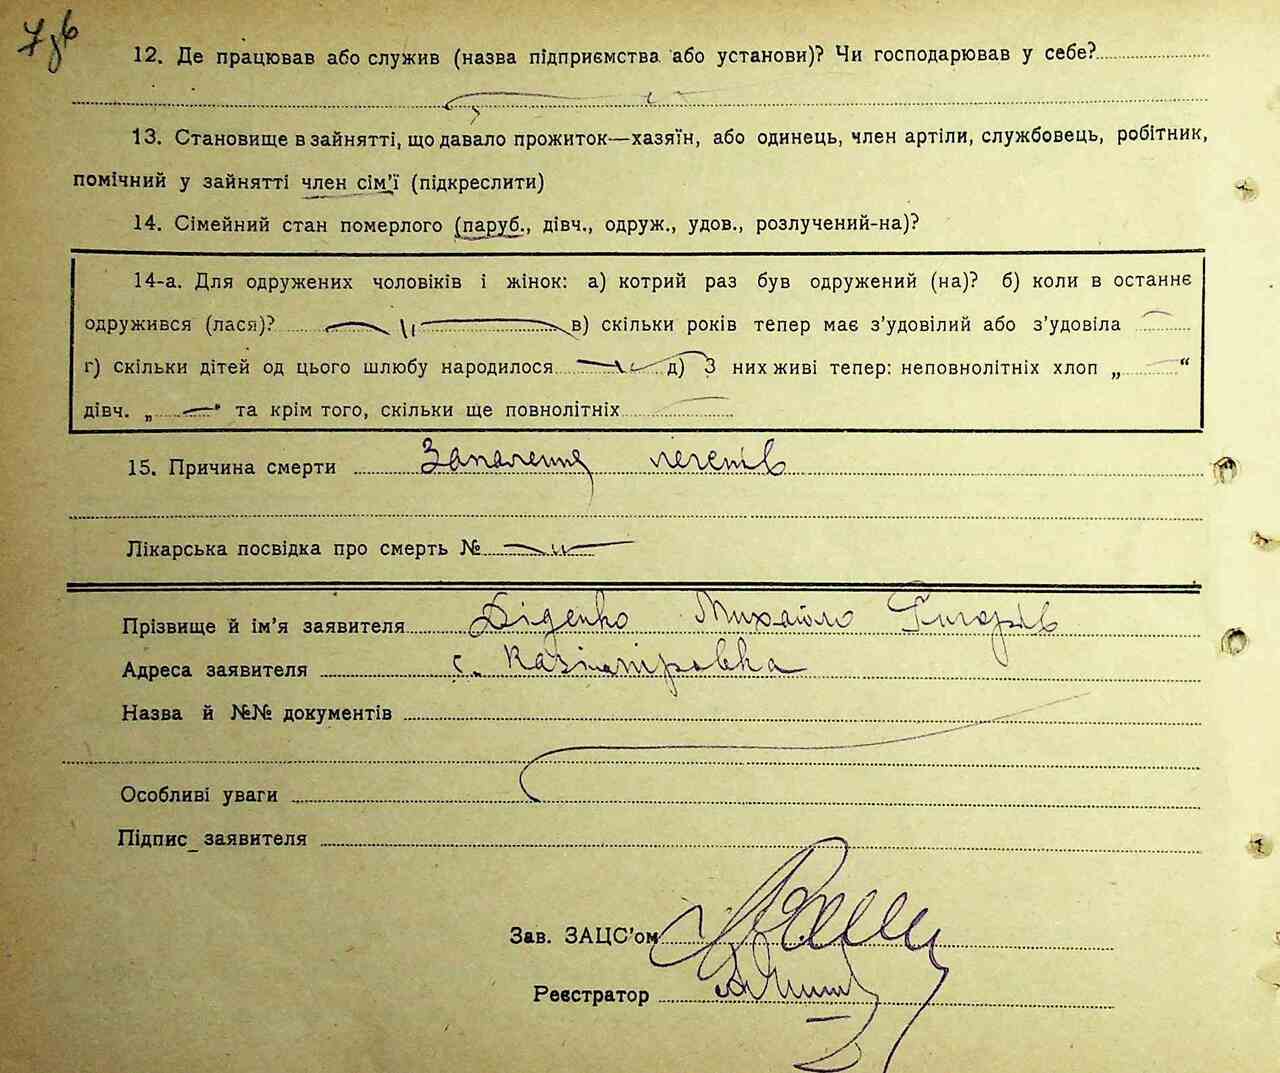 7зв
12. Де працював або служив (назва підприємства або установи)? Чи господарював у себе?
13. Становище в зайнятті, що давало прожиток—хазяїн, або одинець, член артіли, службовець, робітник,
помічний у зайнятті член сім'ї (підкреслити)
14. Сімейний стан померлого (паруб., дівч., одруж., удов., розлучений-на)?
14-а. Для одружених чоловіків і жінок: а) котрий раз був одружений (на)? б) коли в останнє
одружився (лася)? в) скільки років тепер має з'удовілий або з'удовіла
г) скільки дітей од цього шлюбу народилося д) З них живі тепер: неповнолітніх хлоп „ “
дівч. „ " та крім того, скільки ще повнолітніх
15. Причина смерти Запалення легенів
Лікарська посвідка про смерть №
Прізвище й ім'я заявителя Діденко Михайло Григорів
Адреса заявителя с. Казіміровка
Назва й №№ документів
Особливі уваги
Підпис заявителя
Зав. ЗАЦС'ом
Реєстратор